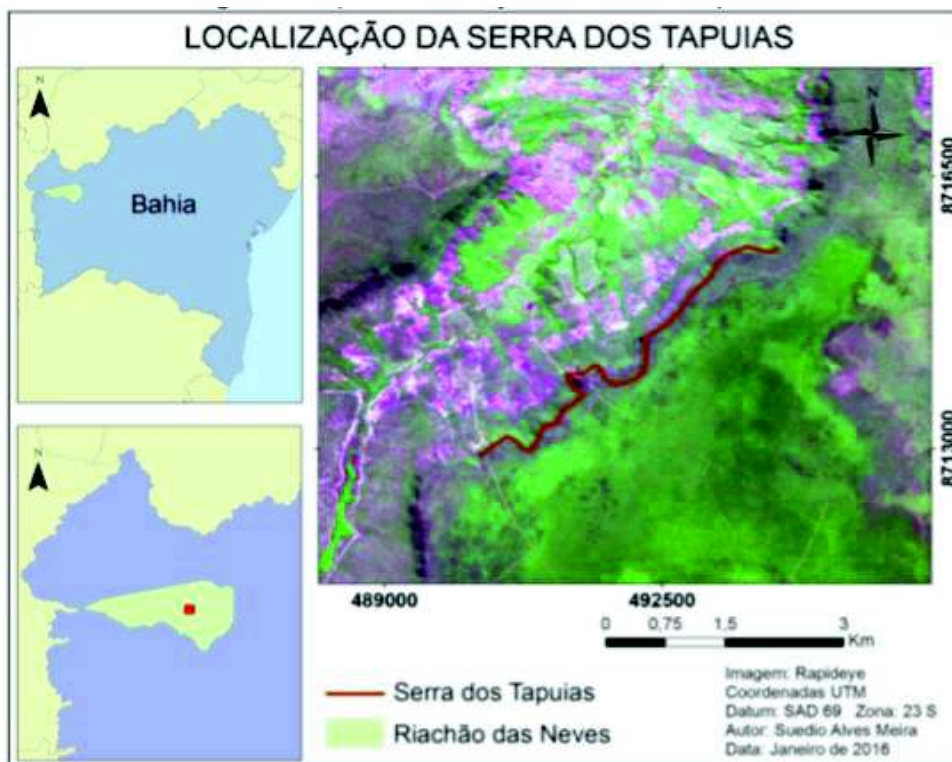 LOCALIZAÇÃO DA SERRA DOS TAPUIAS
N
Bahia
N
N
8716500
8713000
489000
492500
0 0,75 1,5 3
Km
Serra dos Tapuias
Riachão das Neves
Imagem: Rapideye
Coordenadas UTM
Datum: SAD 69 Zona: 23 S
Autor: Suedio Alves Meira
Data: Janeiro de 2016